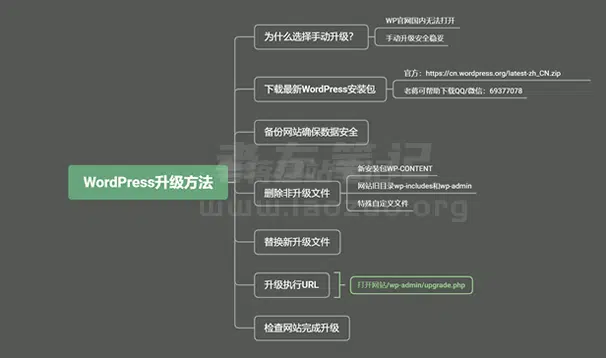 WordPress升级方法
为什么选择手动升级?
WP官网国内无法打开
手动升级安全稳妥
下载最新WordPress安装包
官方：https://cn.wordpress.org/latest-zh_CN.zip
老蒋可帮助下载QQ/微信：69377078
备份网站确保数据安全
删除非升级文件
新安装包WP-CONTENT
网站旧目录wp-includes和wp-admin
特殊自定义文件
替换新升级文件
升级执行URL
打开网站/wp-admin/upgrade.php
检查网站完成升级
老左笔记
www.laozuo.org